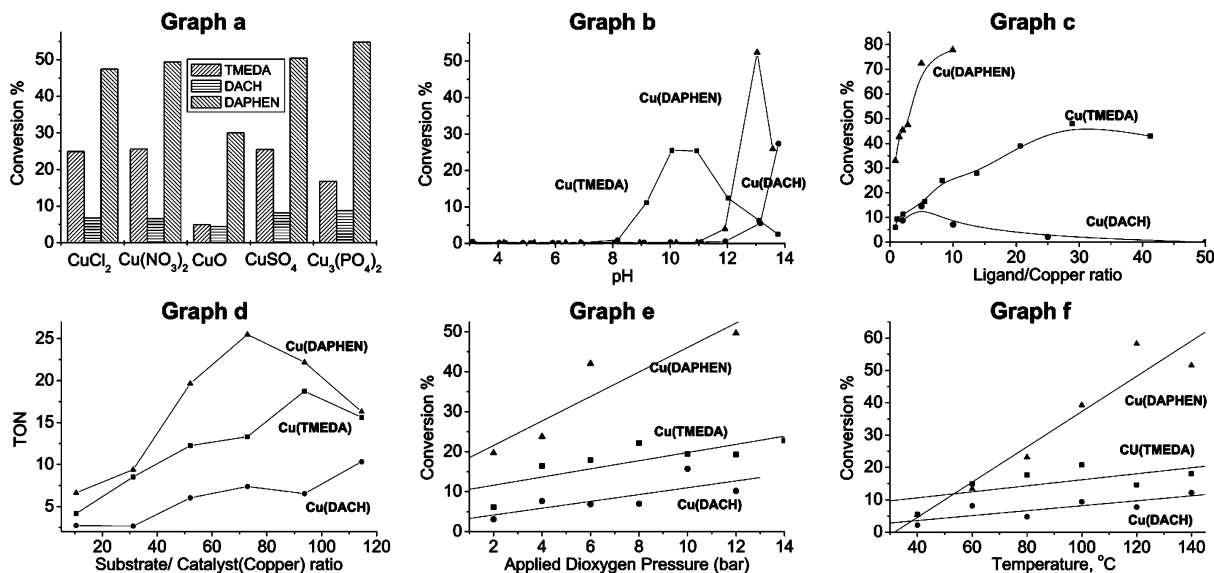 Graph a
Conversion %
50
40
30
20
10
0
TMEDA
DACH
DAPHEN
CuCl2
Cu(NO3)2
CuO
CuSO4
Cu3(PO4)2
Graph b
Conversion %
50
40
30
20
10
0
Cu(DAPHEN)
Cu(TMEDA)
Cu(DACH)
4 6 8 10 12 14
pH
Graph c
Conversion %
80
70
60
50
40
30
20
10
0
Cu(DAPHEN)
Cu(TMEDA)
Cu(DACH)
0 10 20 30 40 50
Ligand/Copper ratio
Graph d
TON
25
20
15
10
5
Cu(DAPHEN)
Cu(TMEDA)
Cu(DACH)
20 40 60 80 100 120
Substrate/ Catalyst(Copper) ratio
Graph e
Conversion %
50
40
30
20
10
0
Cu(DAPHEN)
Cu(TMEDA)
Cu(DACH)
2 4 6 8 10 12 14
Applied Dioxygen Pressure (bar)
Graph f
Conversion %
60
50
40
30
20
10
0
Cu(DAPHEN)
CU(TMEDA)
Cu(DACH)
40 60 80 100 120 140
Temperature, °C